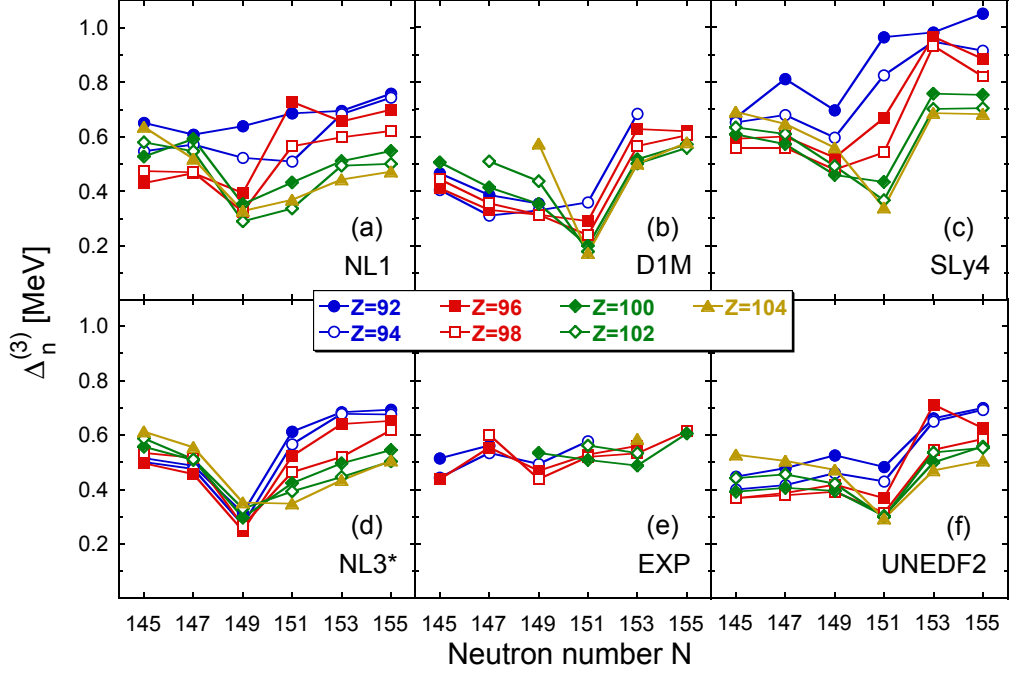 1.0
0.8
0.6
0.4
0.2
(a)
NL1
(b)
D1M
(c)
SLy4
Z=92 Z=96 Z=100 Z=104
Z=94 Z=98 Z=102
Δn(3) [MeV]
1.0
0.8
0.6
0.4
0.2
(d)
NL3*
(e)
EXP
(f)
UNEDF2
145 147 149 151 153 155 145 147 149 151 153 155 145 147 149 151 153 155
Neutron number N